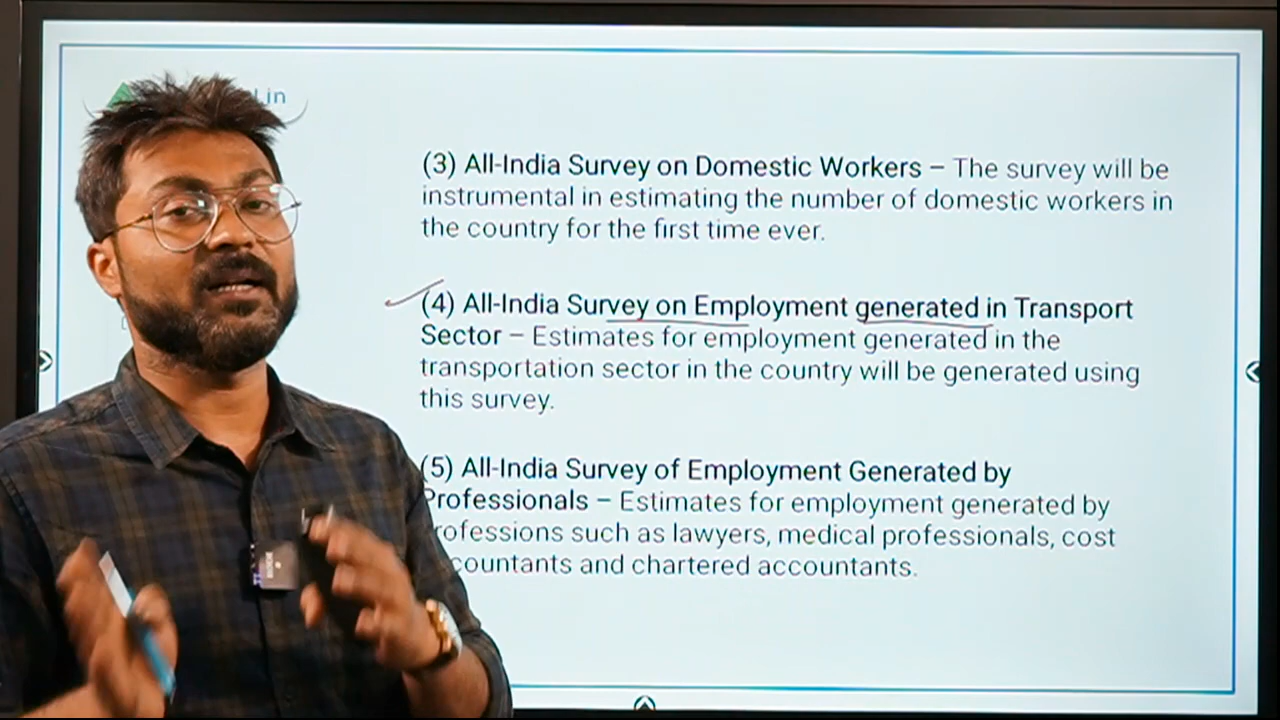 .in
(3) All-India Survey on Domestic Workers – The survey will be
instrumental in estimating the number of domestic workers in
the country for the first time ever.
(4) All-India Survey on Employment generated in Transport
Sector – Estimates for employment generated in the
transportation sector in the country will be generated using
this survey.
(5) All-India Survey of Employment Generated by
Professionals – Estimates for employment generated by
rofessions such as lawyers, medical professionals, cost
countants and chartered accountants.